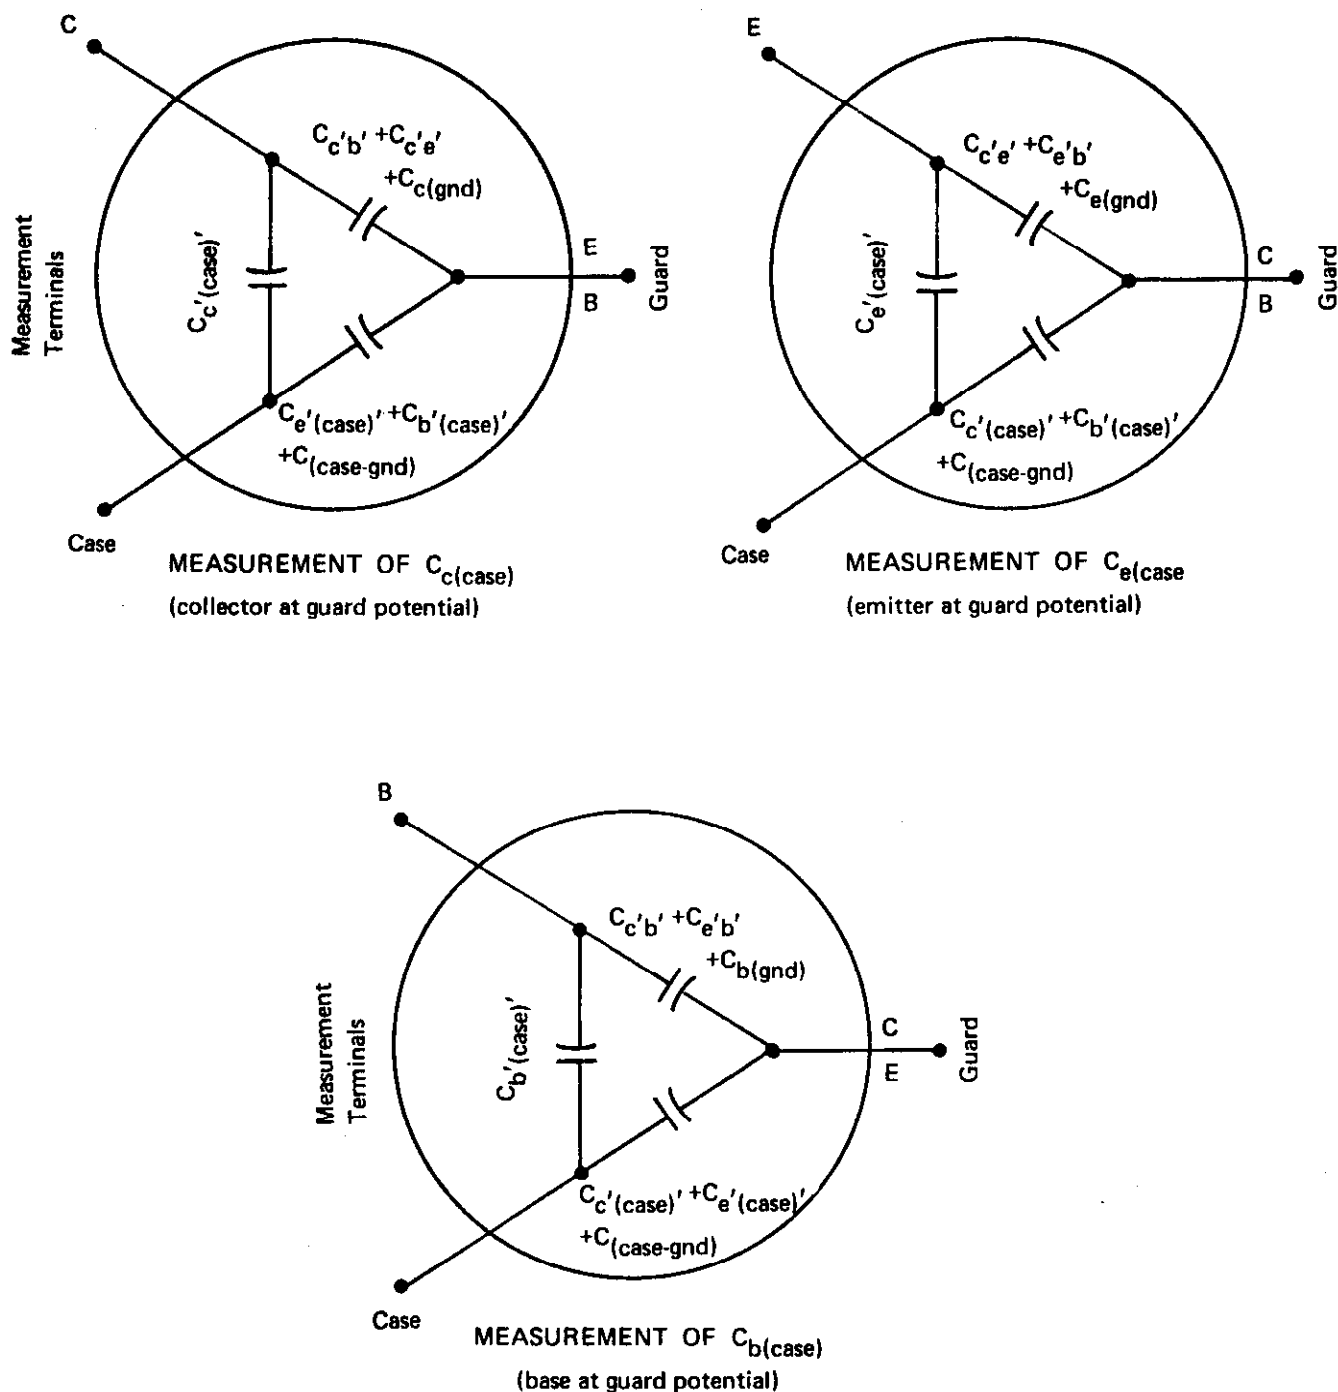 C
C_c'b' +C_c'e'
+C_c(gnd)
Measurement
Terminals
C_c'(case)'
E
B
Guard
C_e'(case)' +C_b'(case)'
+C_(case-gnd)
Case
MEASUREMENT OF C_c(case)
(collector at guard potential)
E
C_c'e' +C_e'b'
+C_e(gnd)
C_e'(case)'
C
B
Guard
C_c'(case)' +C_b'(case)'
+C_(case-gnd)
Case
MEASUREMENT OF C_e(case
(emitter at guard potential)
B
C_c'b' +C_e'b'
+C_b(gnd)
Measurement
Terminals
C_b'(case)'
C
E
Guard
C_c'(case)' +C_e'(case)'
+C_(case-gnd)
Case
MEASUREMENT OF C_b(case)
(base at guard potential)